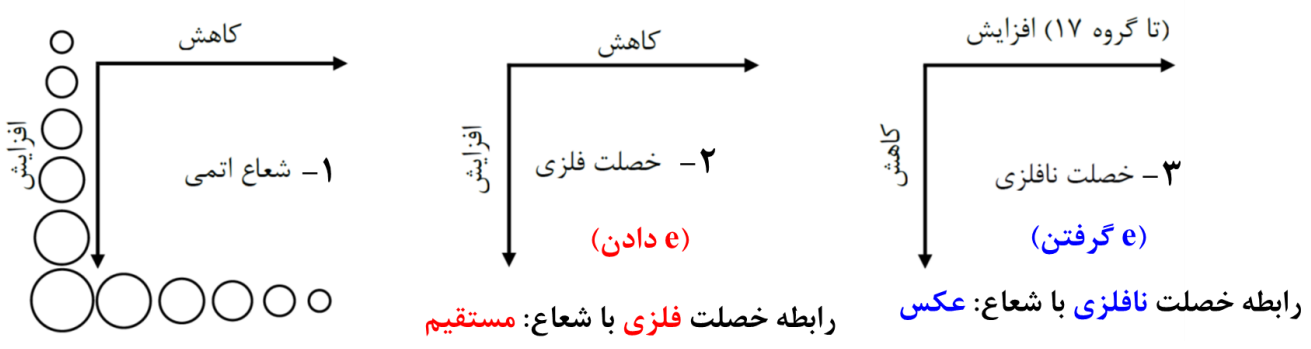 کاهش
افزایش
۱– شعاع اتمی
کاهش
افزایش
۲– خصلت فلزی
(e دادن)
رابطه خصلت فلزی با شعاع: مستقیم
(تا گروه ۱۷) افزایش
کاهش
۳– خصلت نافلزی
(e گرفتن)
رابطه خصلت نافلزی با شعاع: عکس